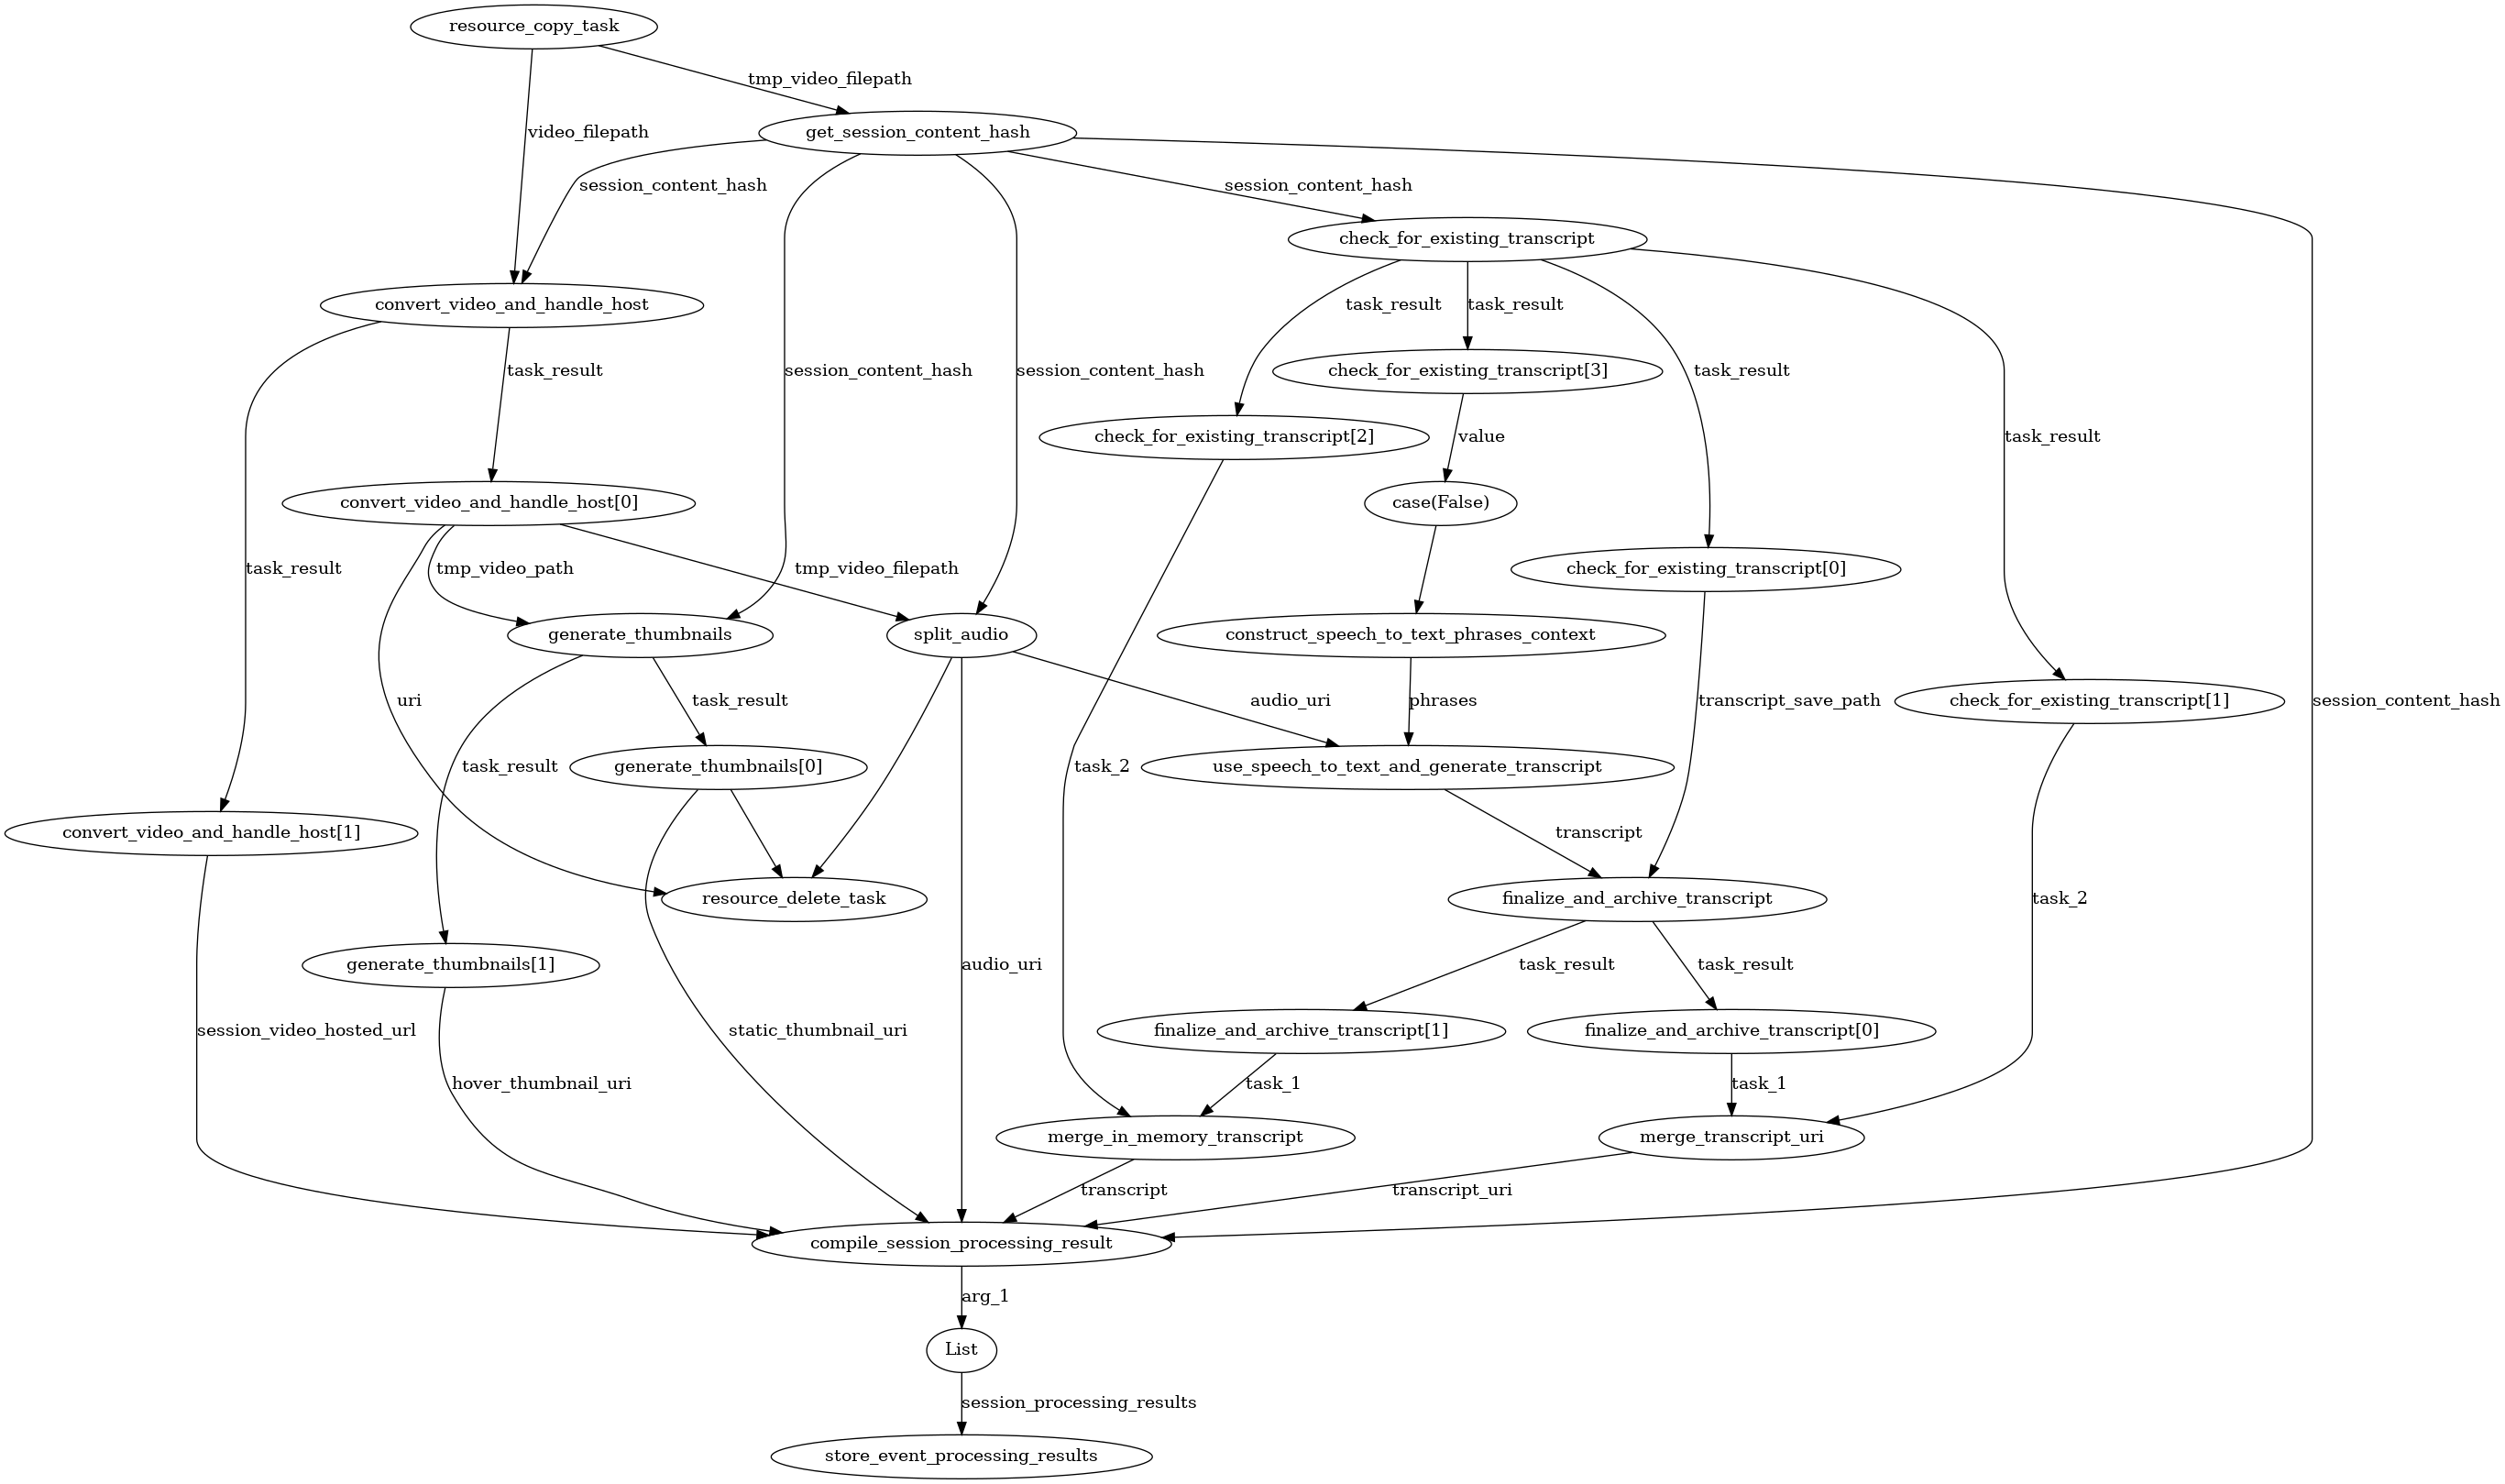 resource_copy_task
tmp_video_filepath
video_filepath
get_session_content_hash
session_content_hash
session_content_hash
check_for_existing_transcript
convert_video_and_handle_host
task_result
task_result
task_result
session_content_hash
session_content_hash
check_for_existing_transcript[3]
task_result
check_for_existing_transcript[2]
value
task_result
convert_video_and_handle_host[0]
case(False)
task_result
tmp_video_path
tmp_video_filepath
check_for_existing_transcript[0]
generate_thumbnails
split_audio
construct_speech_to_text_phrases_context
uri
task_result
audio_uri
phrases
transcript_save_path
check_for_existing_transcript[1]
session_content_hash
task_result
generate_thumbnails[0]
task_2
use_speech_to_text_and_generate_transcript
convert_video_and_handle_host[1]
transcript
resource_delete_task
finalize_and_archive_transcript
task_2
generate_thumbnails[1]
audio_uri
task_result
task_result
session_video_hosted_url
static_thumbnail_uri
finalize_and_archive_transcript[1]
finalize_and_archive_transcript[0]
hover_thumbnail_uri
task_1
task_1
merge_in_memory_transcript
merge_transcript_uri
transcript
transcript_uri
compile_session_processing_result
arg_1
List
session_processing_results
store_event_processing_results